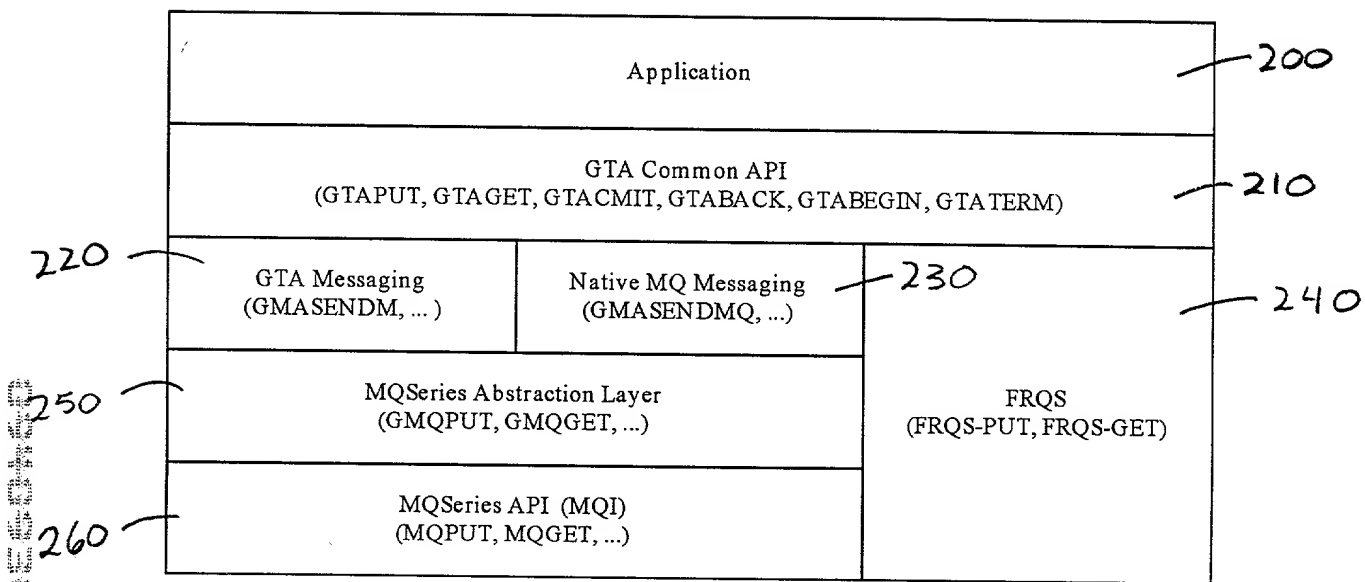 Application
200
GTA Common API
(GTAPUT, GTAGET, GTACMIT, GTABACK, GTABEGIN, GTATERM)
210
220
GTA Messaging
(GMASENDM, ... )
Native MQ Messaging
(GMASENDMQ, ...)
230
240
250
MQSeries Abstraction Layer
(GMQPUT, GMQGET, ...)
FRQS
(FRQS-PUT, FRQS-GET)
260
MQSeries API (MQI)
(MQPUT, MQGET, ...)